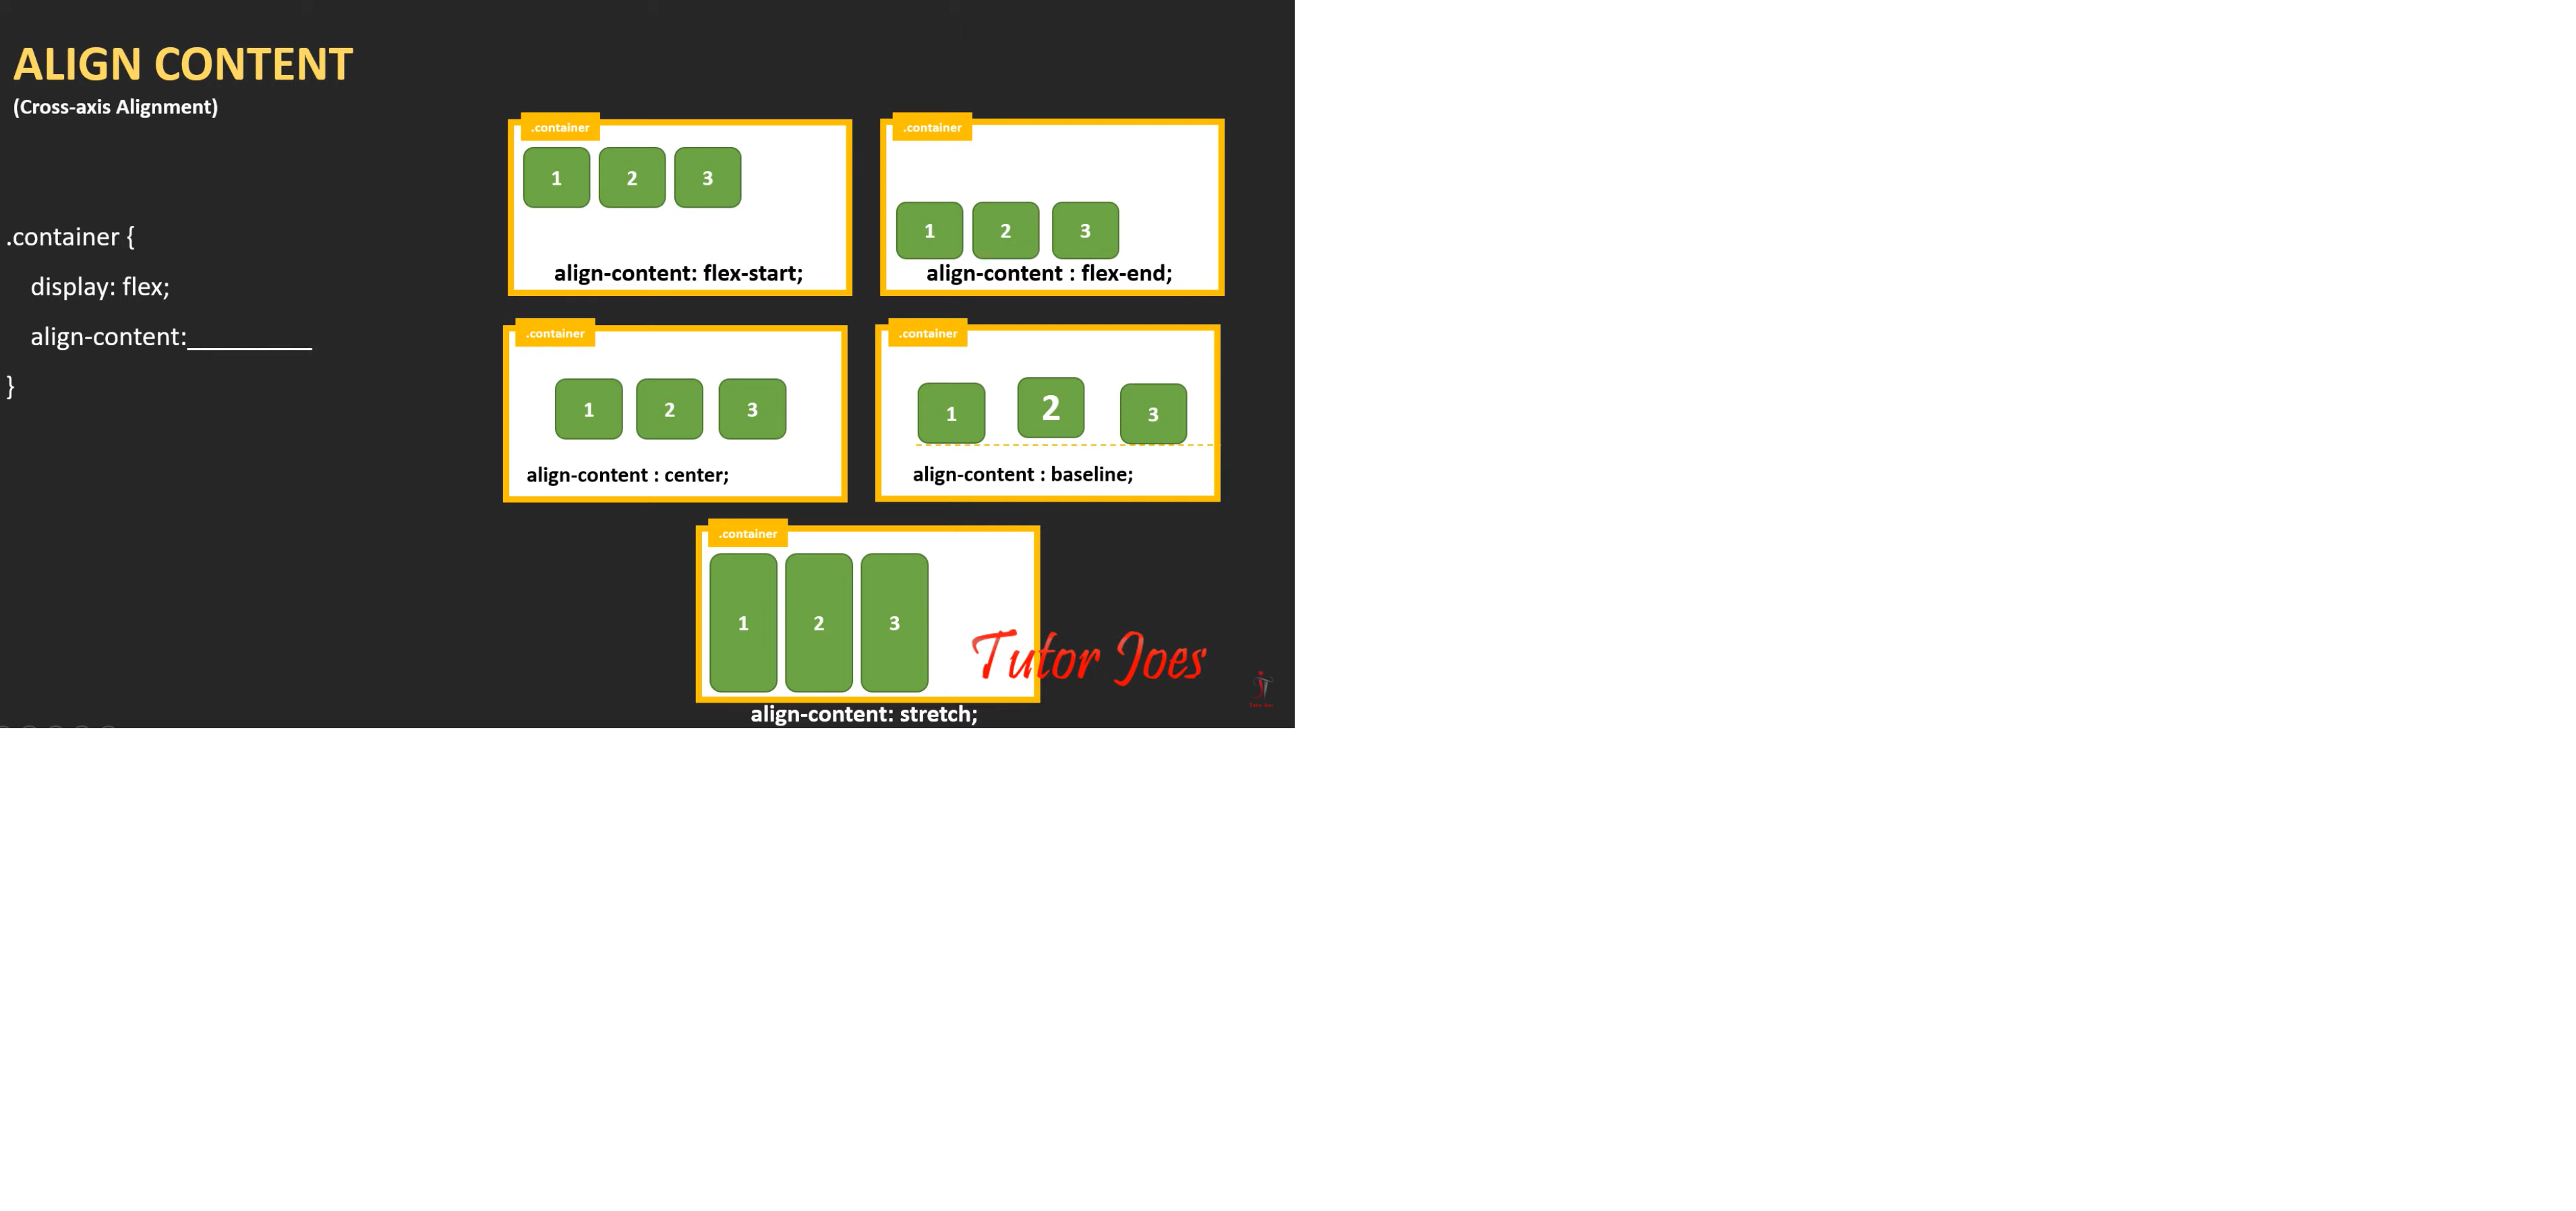 ALIGN CONTENT
(Cross-axis Alignment)
.container {
display: flex;
align-content:_________
}
.container
1 2 3
align-content: flex-start;
.container
1 2 3
align-content : flex-end;
.container
1 2 3
align-content : center;
.container
1 2 3
align-content : baseline;
.container
1 2 3
align-content: stretch;
Tutor Joes